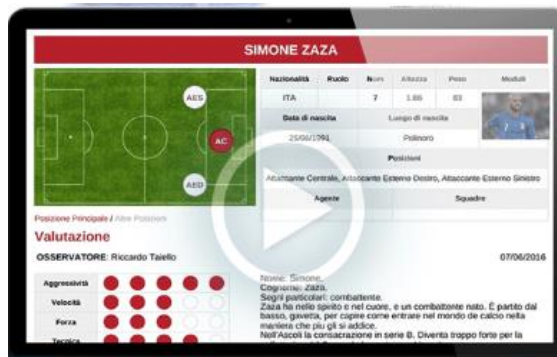 SIMONE ZAZA
Nazionalità Ruolo Num Altezza Peso Moduli
ITA 7 1.86 83
Data di nascita Luogo di nascita
25/06/1991 Policoro
AES
AC
AED
Posizioni
Attaccante Centrale, Attaccante Esterno Destro, Attaccante Esterno Sinistro
Agente Squadre
Posizione Principale / Altre Posizioni
Valutazione
OSSERVATORE: Riccardo Taiello 07/06/2016
Aggressività
Velocità
Forza
Tecnica
Nome: Simone,
Cognome: Zaza.
Segni particolari: combattente.
Zaza ha nello spirito e nel cuore, e un combattente nato. È partito dal
basso, gavetta, per capire come entrare nel mondo de calcio nella
maniera che più gli si addice.
Nell'Ascoli la consacrazione in serie B. Diventa troppo forte per la